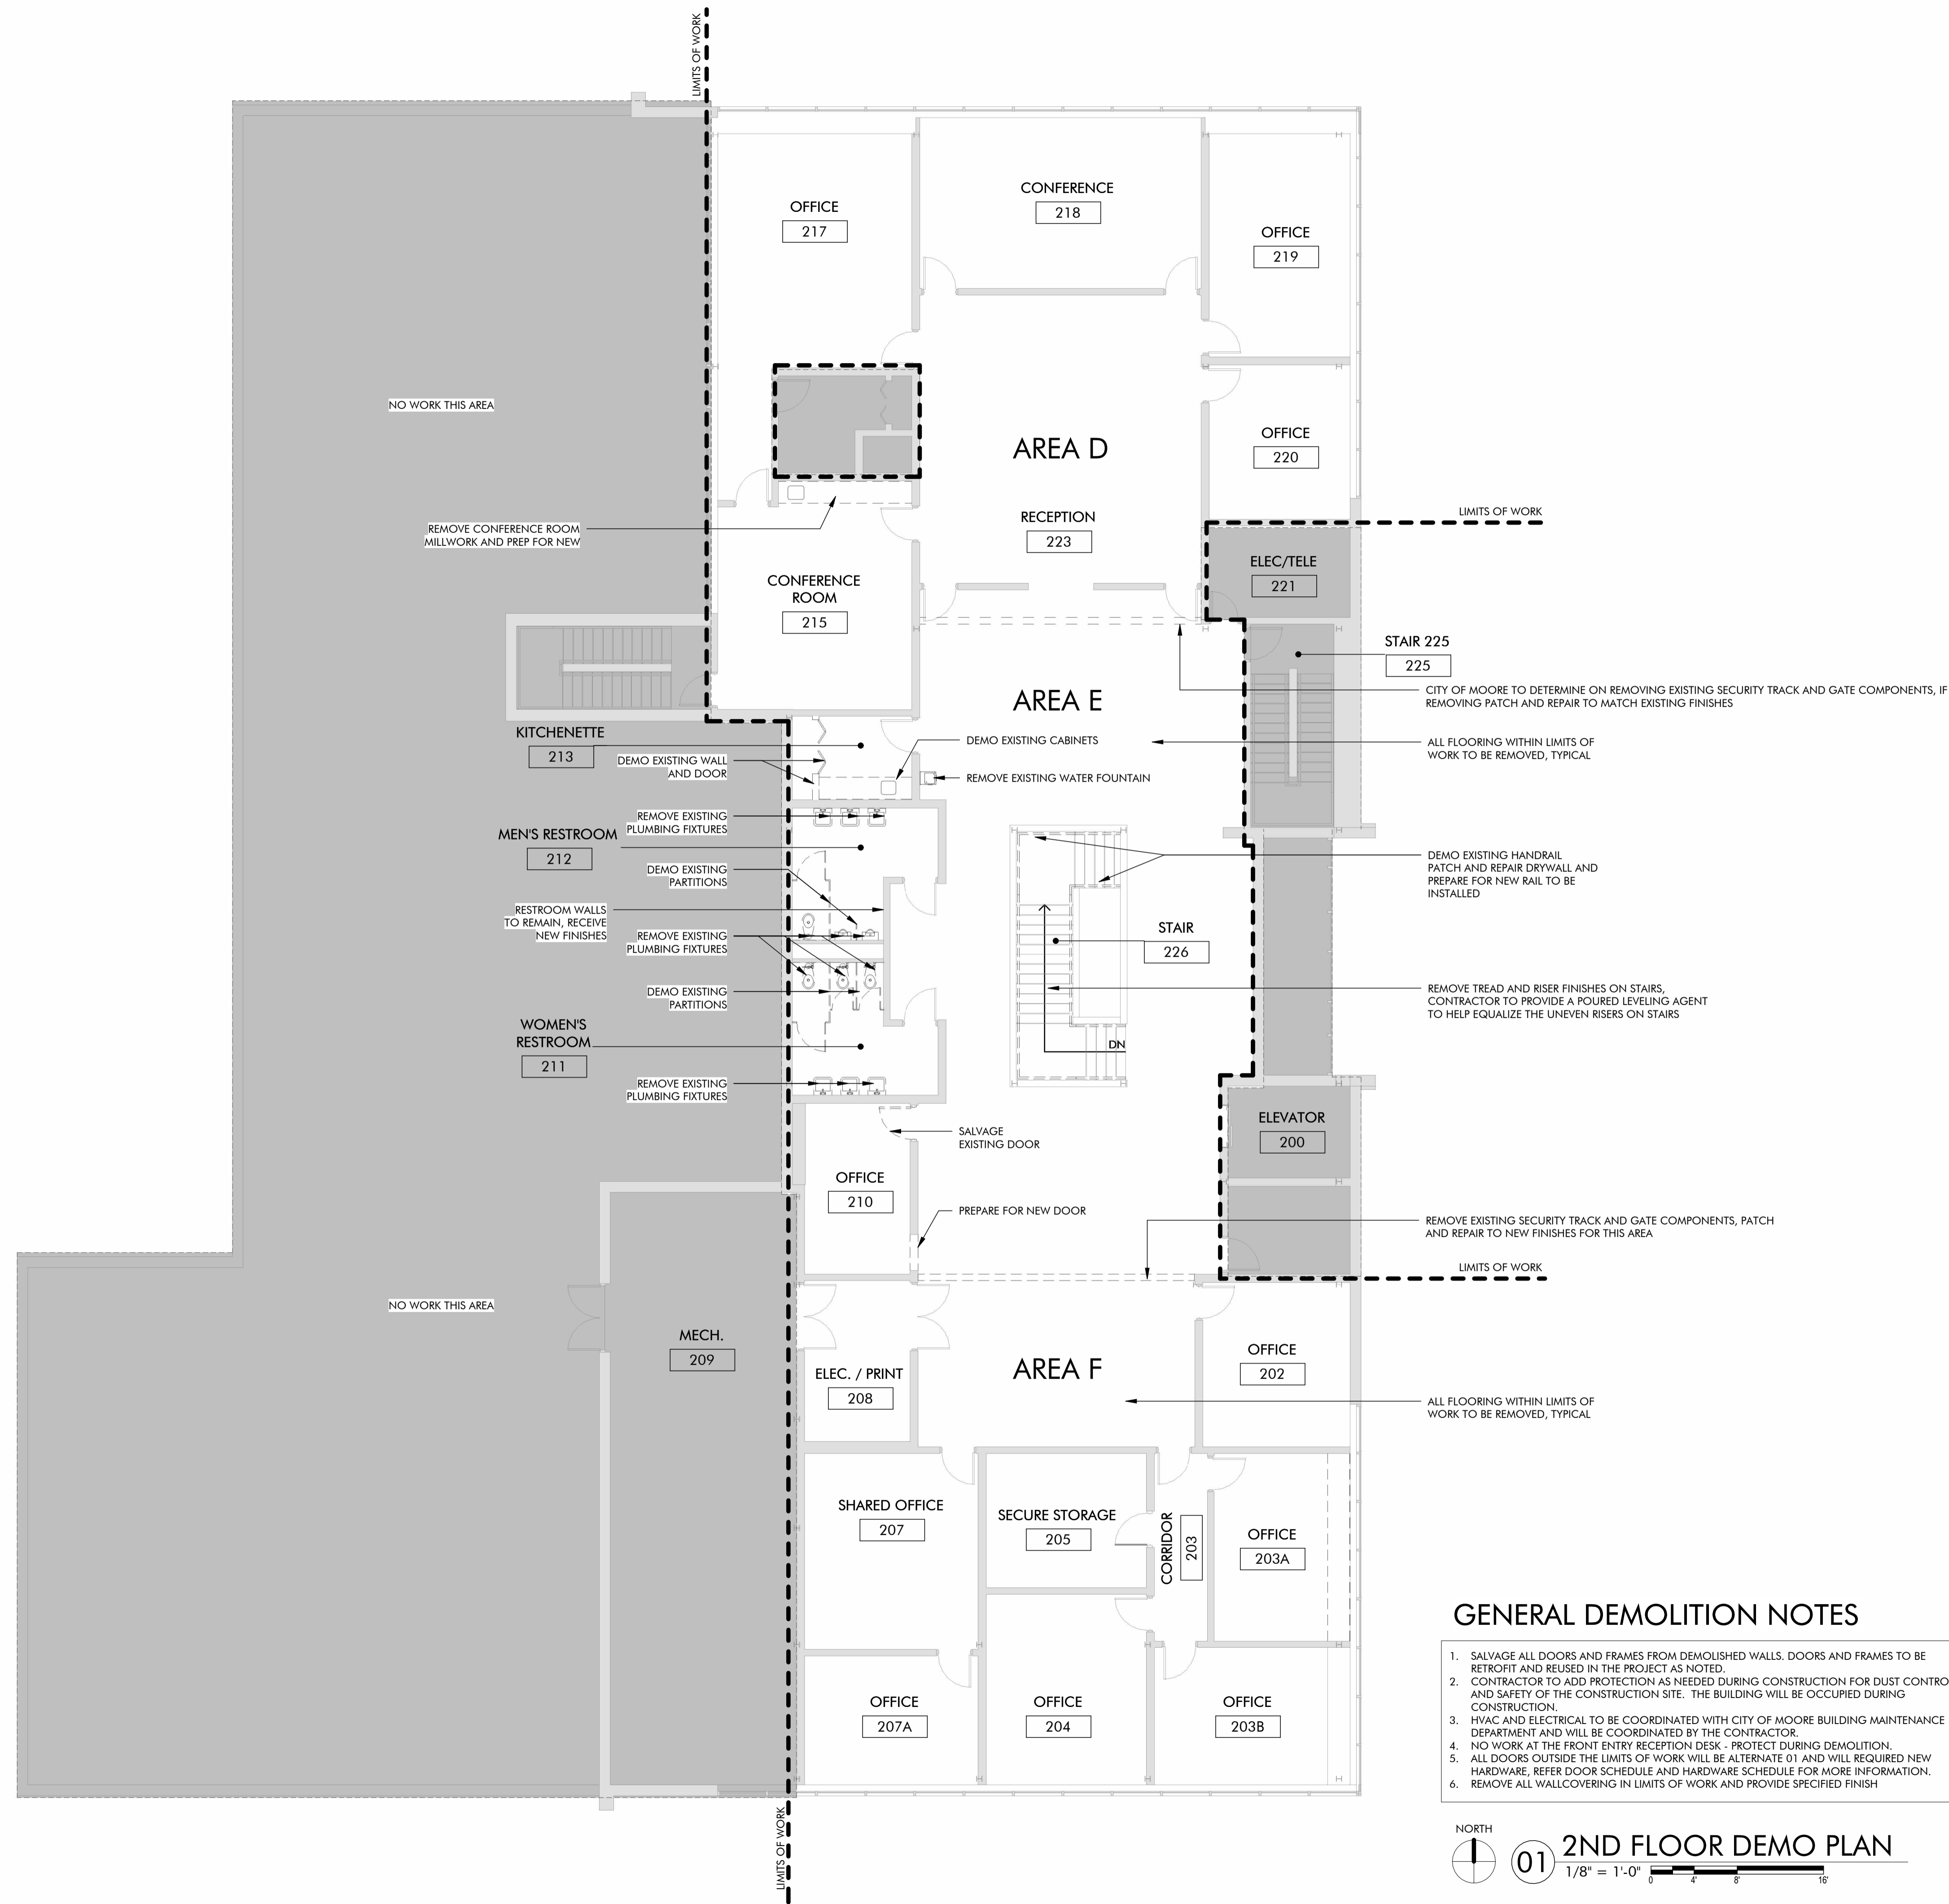 LIMITS OF WORK
OFFICE
217
CONFERENCE
218
OFFICE
219
NO WORK THIS AREA
AREA D
OFFICE
220
REMOVE CONFERENCE ROOM
MILLWORK AND PREP FOR NEW
RECEPTION
223
LIMITS OF WORK
ELEC/TELE
221
CONFERENCE
ROOM
215
STAIR 225
225
CITY OF MOORE TO DETERMINE ON REMOVING EXISTING SECURITY TRACK AND GATE COMPONENTS, IF
REMOVING PATCH AND REPAIR TO MATCH EXISTING FINISHES
AREA E
KITCHENETTE
213
DEMO EXISTING WALL
AND DOOR
DEMO EXISTING CABINETS
ALL FLOORING WITHIN LIMITS OF
WORK TO BE REMOVED, TYPICAL
REMOVE EXISTING WATER FOUNTAIN
REMOVE EXISTING
PLUMBING FIXTURES
MEN'S RESTROOM
212
DEMO EXISTING
PARTITIONS
DEMO EXISTING HANDRAIL
PATCH AND REPAIR DRYWALL AND
PREPARE FOR NEW RAIL TO BE
INSTALLED
RESTROOM WALLS
TO REMAIN, RECEIVE
NEW FINISHES
REMOVE EXISTING
PLUMBING FIXTURES
STAIR
226
DEMO EXISTING
PARTITIONS
REMOVE TREAD AND RISER FINISHES ON STAIRS,
CONTRACTOR TO PROVIDE A POURED LEVELING AGENT
TO HELP EQUALIZE THE UNEVEN RISERS ON STAIRS
WOMEN'S
RESTROOM
211
DN
REMOVE EXISTING
PLUMBING FIXTURES
SALVAGE
EXISTING DOOR
ELEVATOR
200
OFFICE
210
PREPARE FOR NEW DOOR
REMOVE EXISTING SECURITY TRACK AND GATE COMPONENTS, PATCH
AND REPAIR TO NEW FINISHES FOR THIS AREA
LIMITS OF WORK
NO WORK THIS AREA
MECH.
209
ELEC. / PRINT
208
AREA F
OFFICE
202
ALL FLOORING WITHIN LIMITS OF
WORK TO BE REMOVED, TYPICAL
SHARED OFFICE
207
SECURE STORAGE
205
CORRIDOR
203
OFFICE
203A
OFFICE
207A
OFFICE
204
OFFICE
203B
LIMITS OF WORK
GENERAL DEMOLITION NOTES
1. SALVAGE ALL DOORS AND FRAMES FROM DEMOLISHED WALLS. DOORS AND FRAMES TO BE
RETROFIT AND REUSED IN THE PROJECT AS NOTED.
2. CONTRACTOR TO ADD PROTECTION AS NEEDED DURING CONSTRUCTION FOR DUST CONTRO
AND SAFETY OF THE CONSTRUCTION SITE. THE BUILDING WILL BE OCCUPIED DURING
CONSTRUCTION.
3. HVAC AND ELECTRICAL TO BE COORDINATED WITH CITY OF MOORE BUILDING MAINTENANCE
DEPARTMENT AND WILL BE COORDINATED BY THE CONTRACTOR.
4. NO WORK AT THE FRONT ENTRY RECEPTION DESK - PROTECT DURING DEMOLITION.
5. ALL DOORS OUTSIDE THE LIMITS OF WORK WILL BE ALTERNATE 01 AND WILL REQUIRED NEW
HARDWARE, REFER DOOR SCHEDULE AND HARDWARE SCHEDULE FOR MORE INFORMATION.
6. REMOVE ALL WALLCOVERING IN LIMITS OF WORK AND PROVIDE SPECIFIED FINISH
NORTH
01
2ND FLOOR DEMO PLAN
1/8" = 1'-0"
0 4' 8' 16'